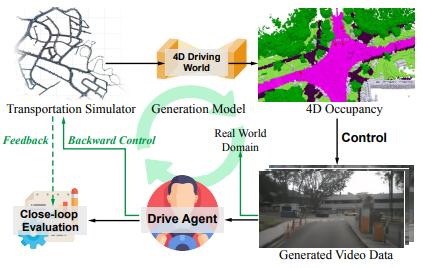 4D Driving
World
Transportation Simulator
Generation Model
4D Occupancy
Feedback
Backward Control
Real World
Domain
Control
Close-loop
Evaluation
Drive Agent
Generated Video Data